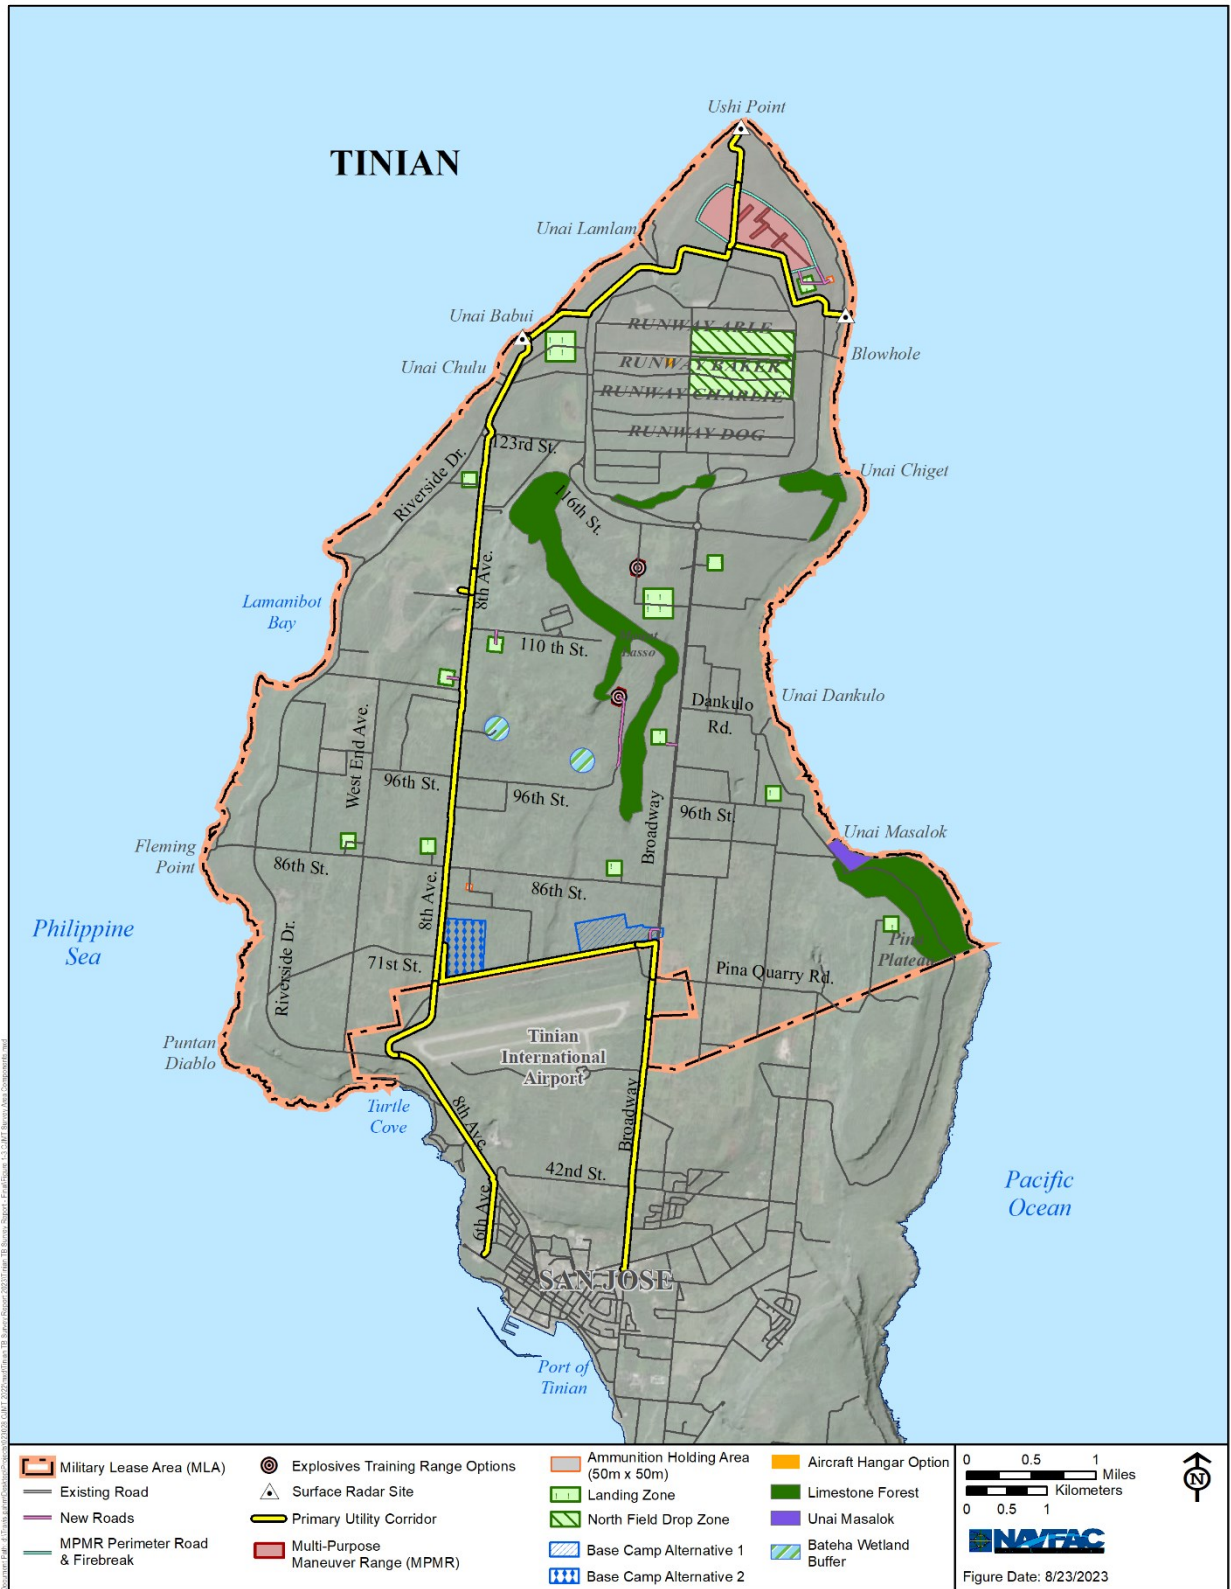 Ushi Point
TINIAN
Unai Lamlam
Unai Babui
RUNWAY ABLE
Blowhole
Unai Chulu
RUNWAY BAKER
RUNWAY CHARLIE
RUNWAY DOG
123rd St.
Unai Chiget
Riverside Dr.
116th St.
8th Ave.
Lamanibot
Bay
110 th St.
Lasso
Unai Dankulo
Dankulo
Rd.
West End Ave.
96th St.
96th St.
96th St.
Broadway
Unai Masalok
Fleming
Point
86th St.
86th St.
8th Ave.
Philippine
Sea
Pina
Plateau
71st St.
Pina Quarry Rd.
Riverside Dr.
Puntan
Diablo
Tinian
International
Airport
Turtle
Cove
8th Ave.
Broadway
42nd St.
6th Ave.
Pacific
Ocean
SAN JOSE
Port of
Tinian
Military Lease Area (MLA)
Existing Road
New Roads
MPMR Perimeter Road
& Firebreak
Explosives Training Range Options
Surface Radar Site
Primary Utility Corridor
Multi-Purpose
Maneuver Range (MPMR)
Ammunition Holding Area
(50m x 50m)
Landing Zone
North Field Drop Zone
Base Camp Alternative 1
Base Camp Alternative 2
Aircraft Hangar Option
Limestone Forest
Unai Masalok
Bateha Wetland
Buffer
0 0.5 1
Miles
Kilometers
0 0.5 1
N
NAVFAC
Figure Date: 8/23/2023